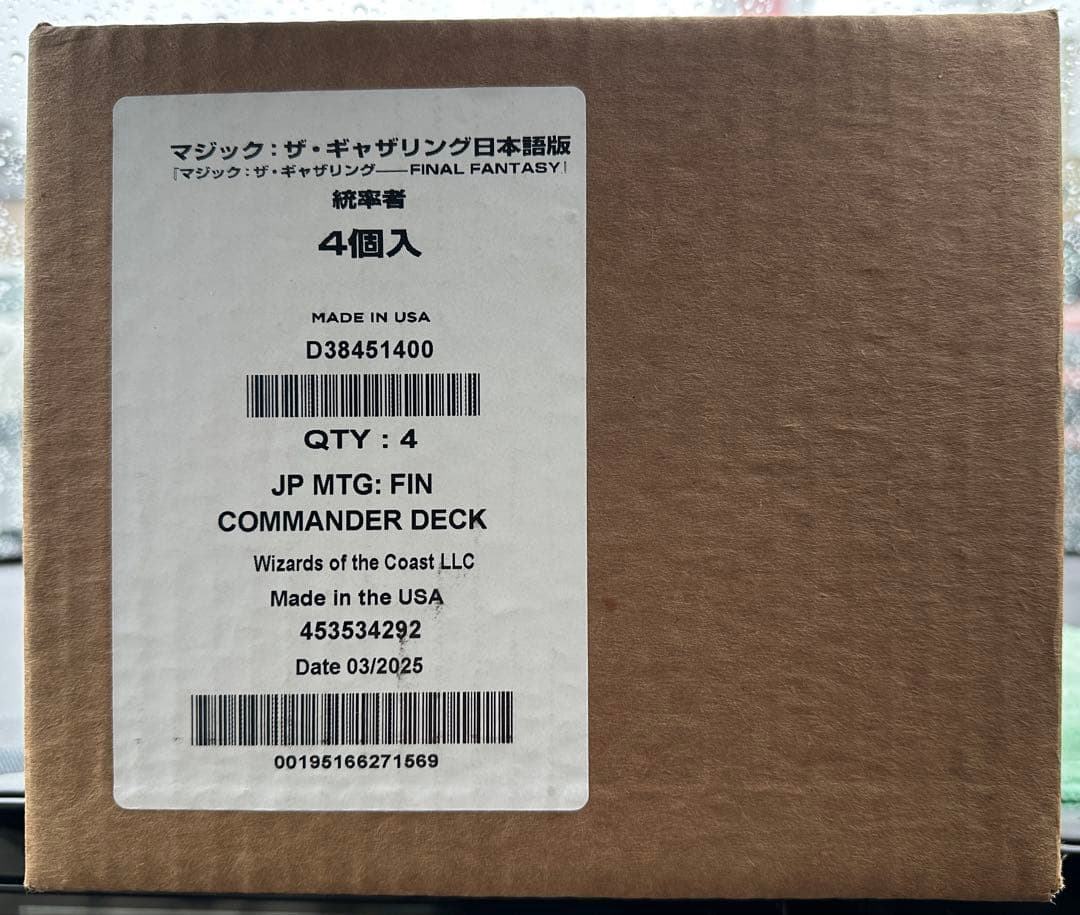 マジック：ザ・ギャザリング日本語版
『マジック：ザ・ギャザリング——FINAL FANTASY』
統率者
4個入
MADE IN USA
D38451400
QTY : 4
JP MTG: FIN
COMMANDER DECK
Wizards of the Coast LLC
Made in the USA
453534292
Date 03/2025
00195166271569